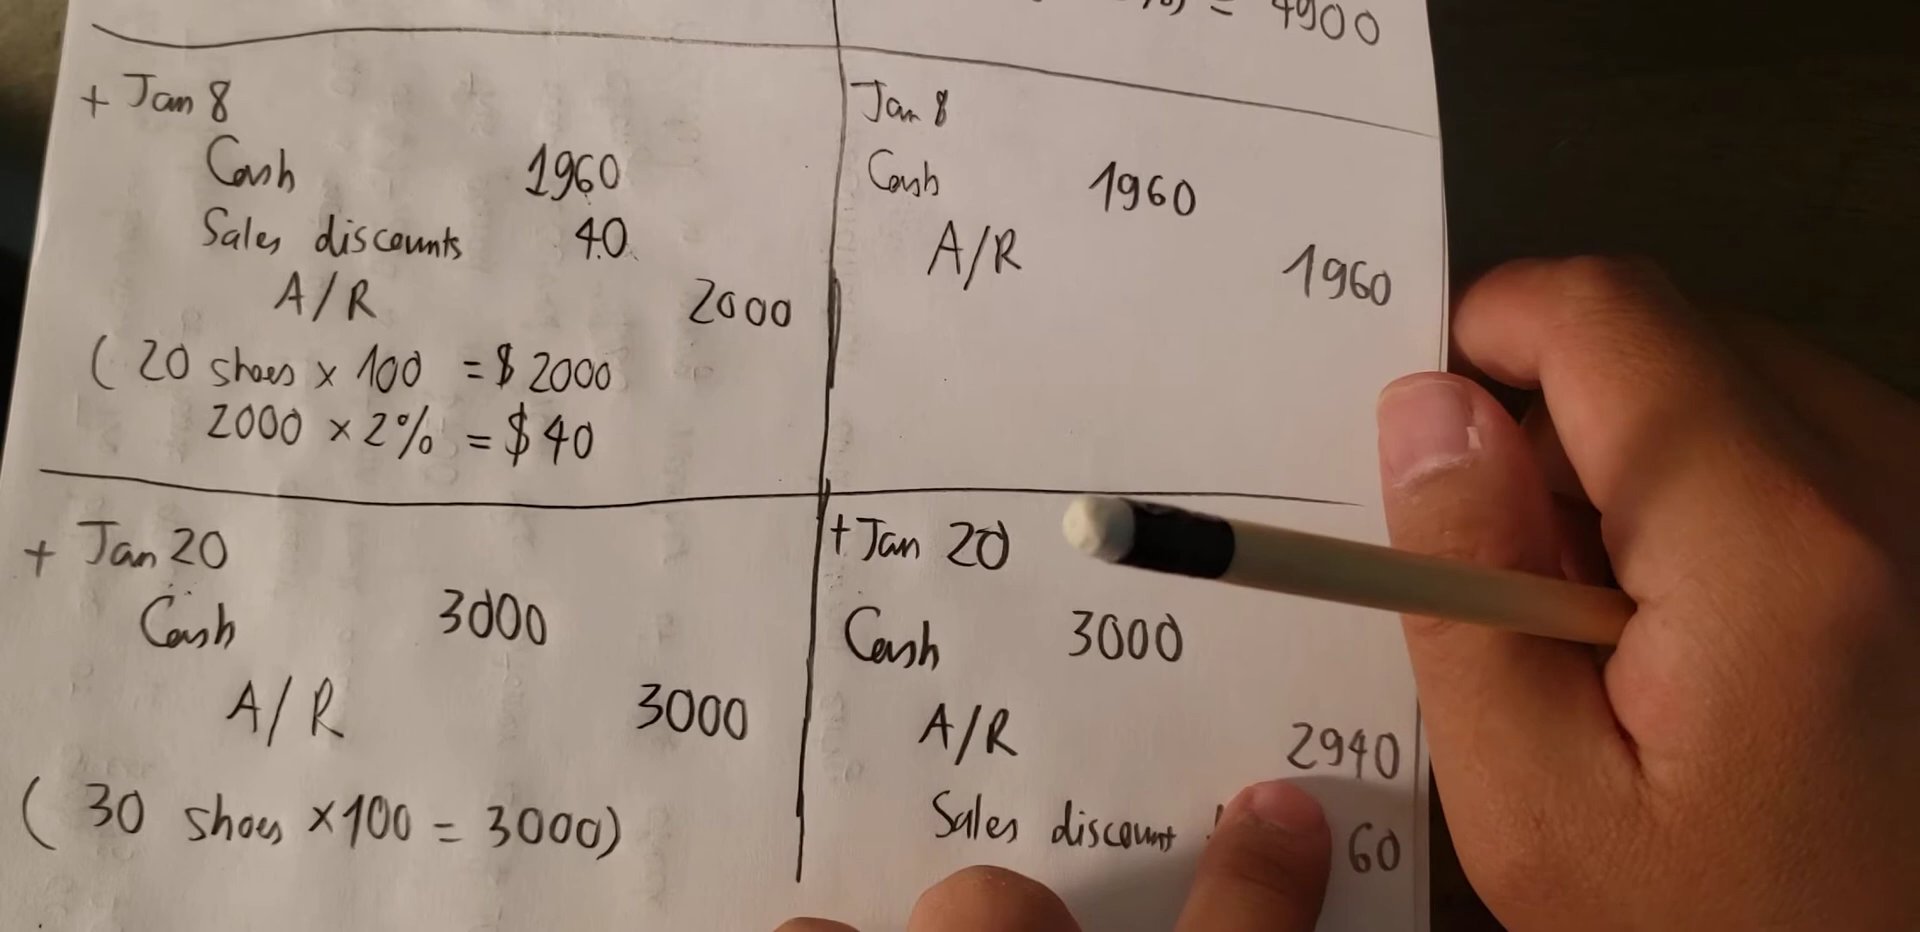 %) = 4900
+ Jan 8
Cash 1960
Sales discounts 40
A/R 2000
( 20 shoes x 100 = $ 2000
2000 x 2% = $ 40
Jan 8
Cash 1960
A/R 1960
+ Jan 20
Cash 3000
A/R 3000
( 30 shoes x 100 = 3000)
+ Jan 20
Cash 3000
A/R 2940
Sales discount 60